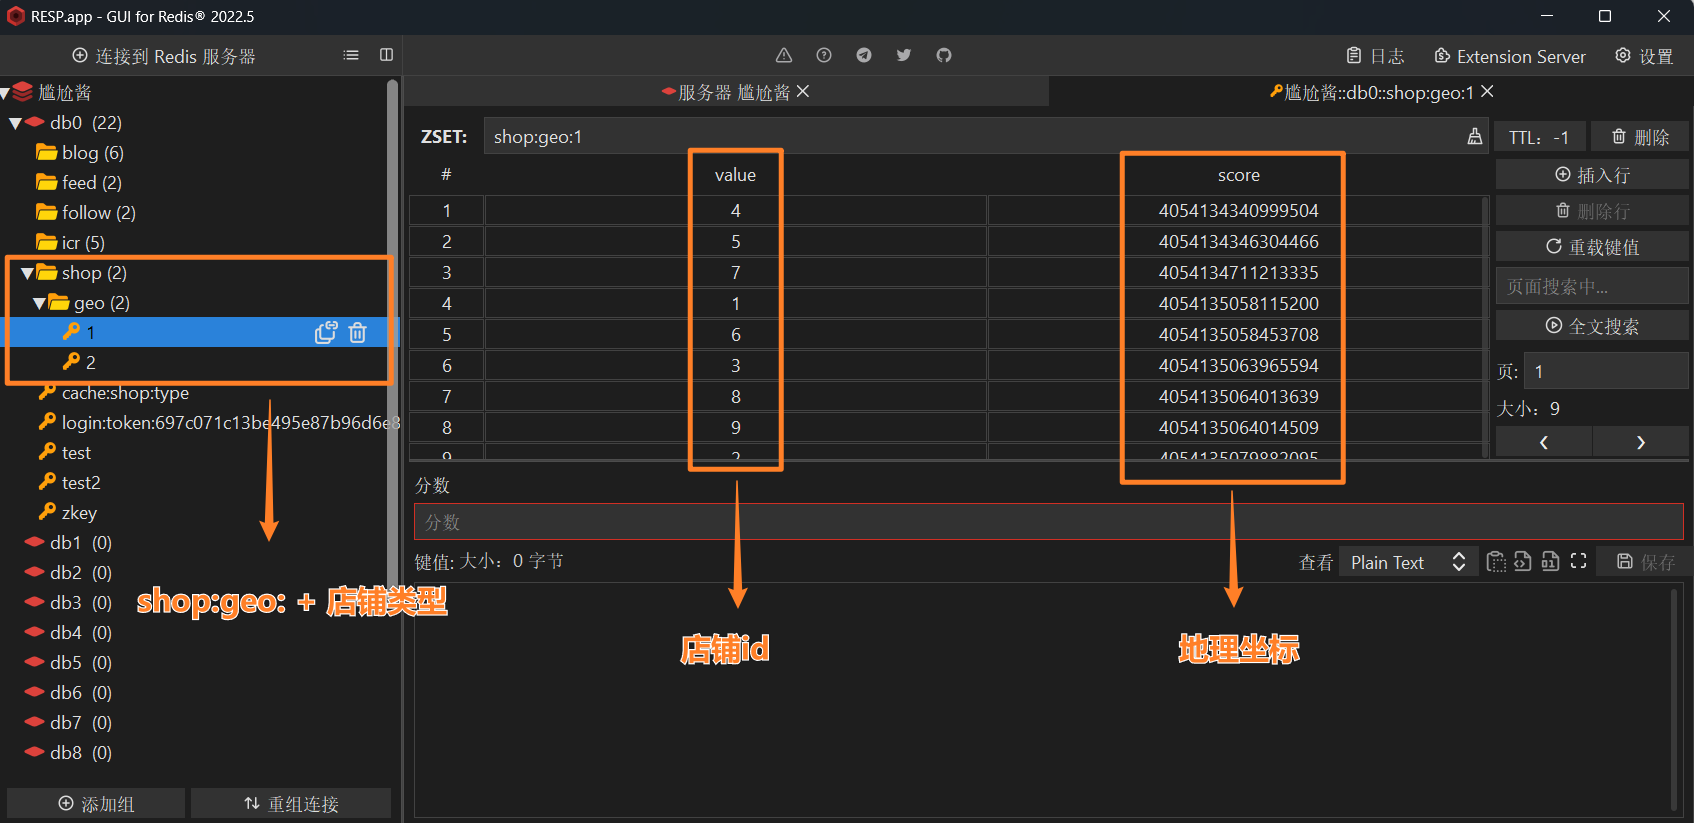 RESP.app - GUI for Redis® 2022.5
连接到 Redis 服务器
日志
Extension Server
设置
尴尬酱
服务器 尴尬酱
尴尬酱::db0::shop:geo:1
db0 (22)
blog (6)
feed (2)
follow (2)
icr (5)
shop (2)
geo (2)
1
2
cache:shop:type
login:token:697c071c13be495e87b96d6e8
test
test2
zkey
db1 (0)
db2 (0)
db3 (0)
db4 (0)
db5 (0)
db6 (0)
db7 (0)
db8 (0)
shop:geo: + 店铺类型
添加组
重组连接
ZSET:
shop:geo:1
TTL: -1
删除
# value score
1 4 4054134340999504
2 5 4054134346304466
3 7 4054134711213335
4 1 4054135058115200
5 6 4054135058453708
6 3 4054135063965594
7 8 4054135064013639
8 9 4054135064014509
9 2 4054135079882095
插入行
删除行
重载键值
页面搜索中...
全文搜索
页: 1
大小: 9
分数
分数
键值: 大小: 0 字节
查看
Plain Text
保存
店铺id
地理坐标